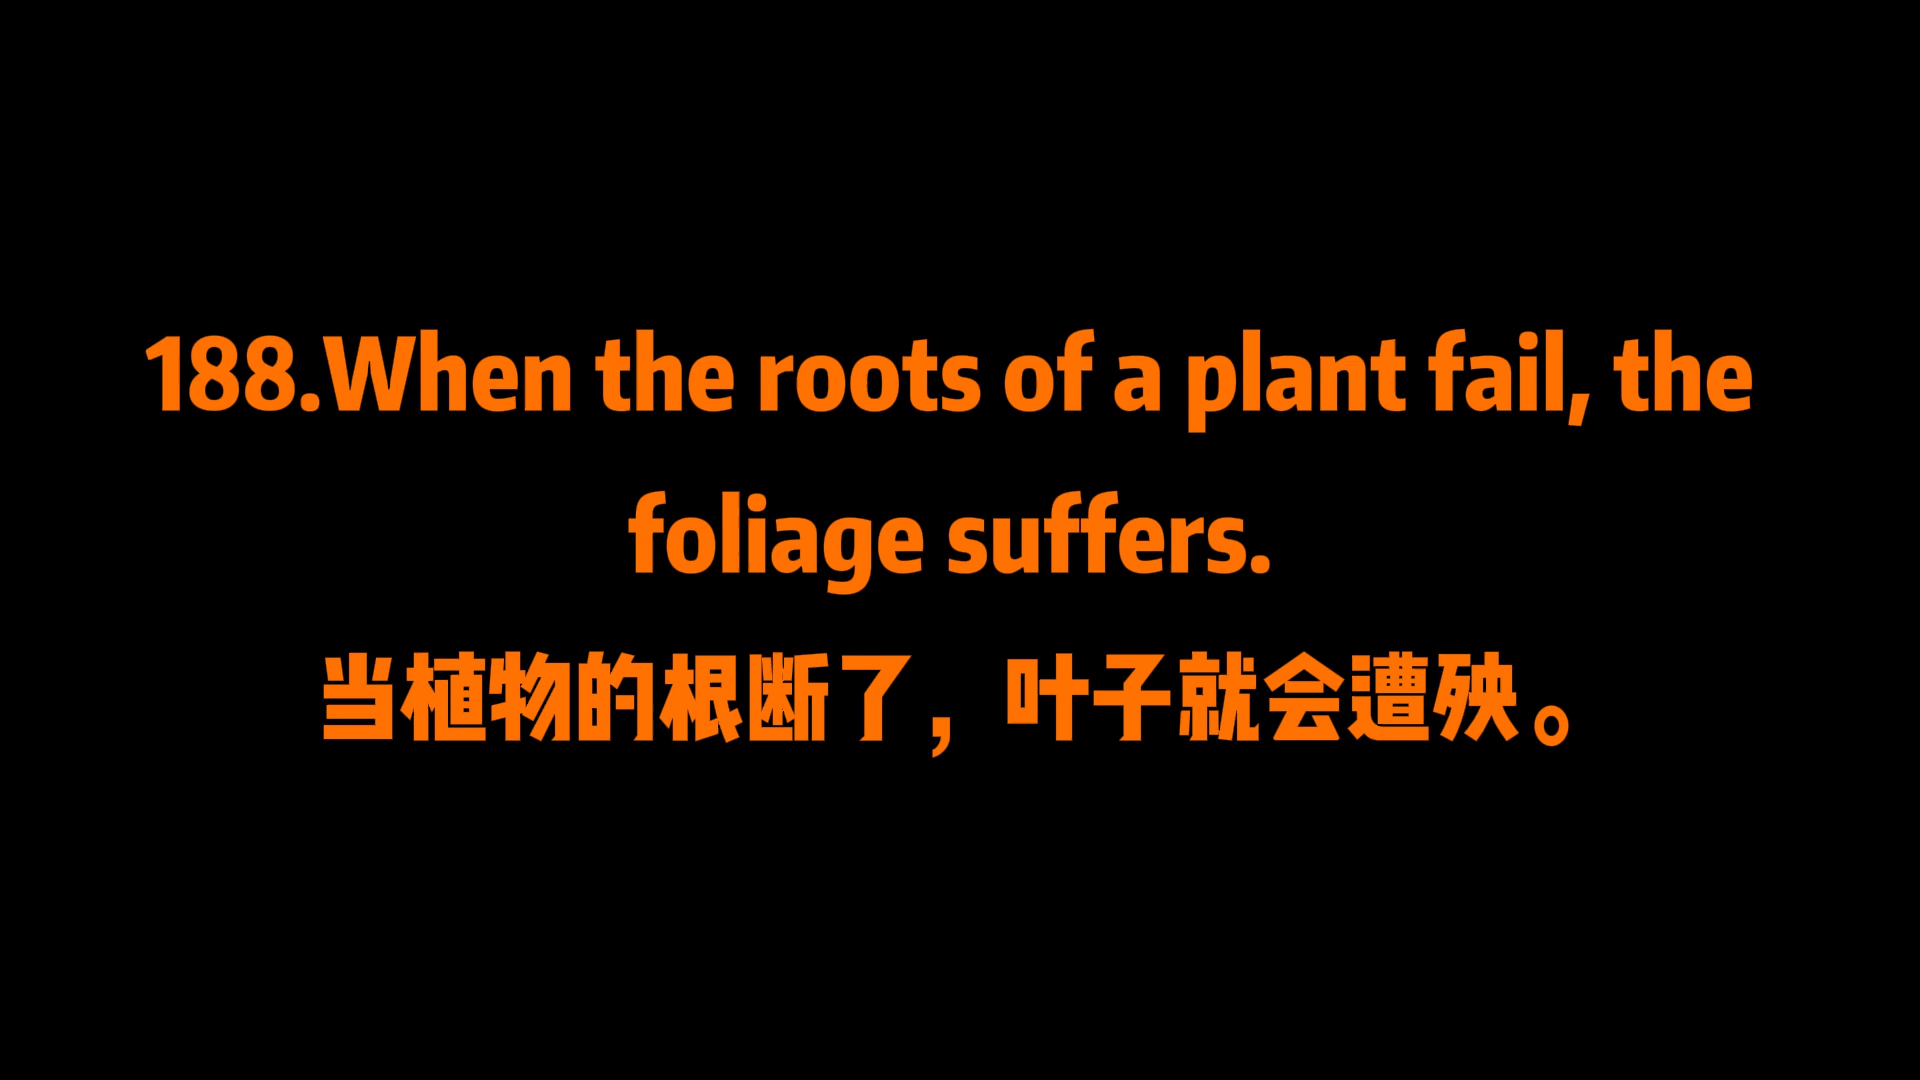 188.When the roots of a plant fail, the
foliage suffers.
当植物的根断了，叶子就会遭殃。